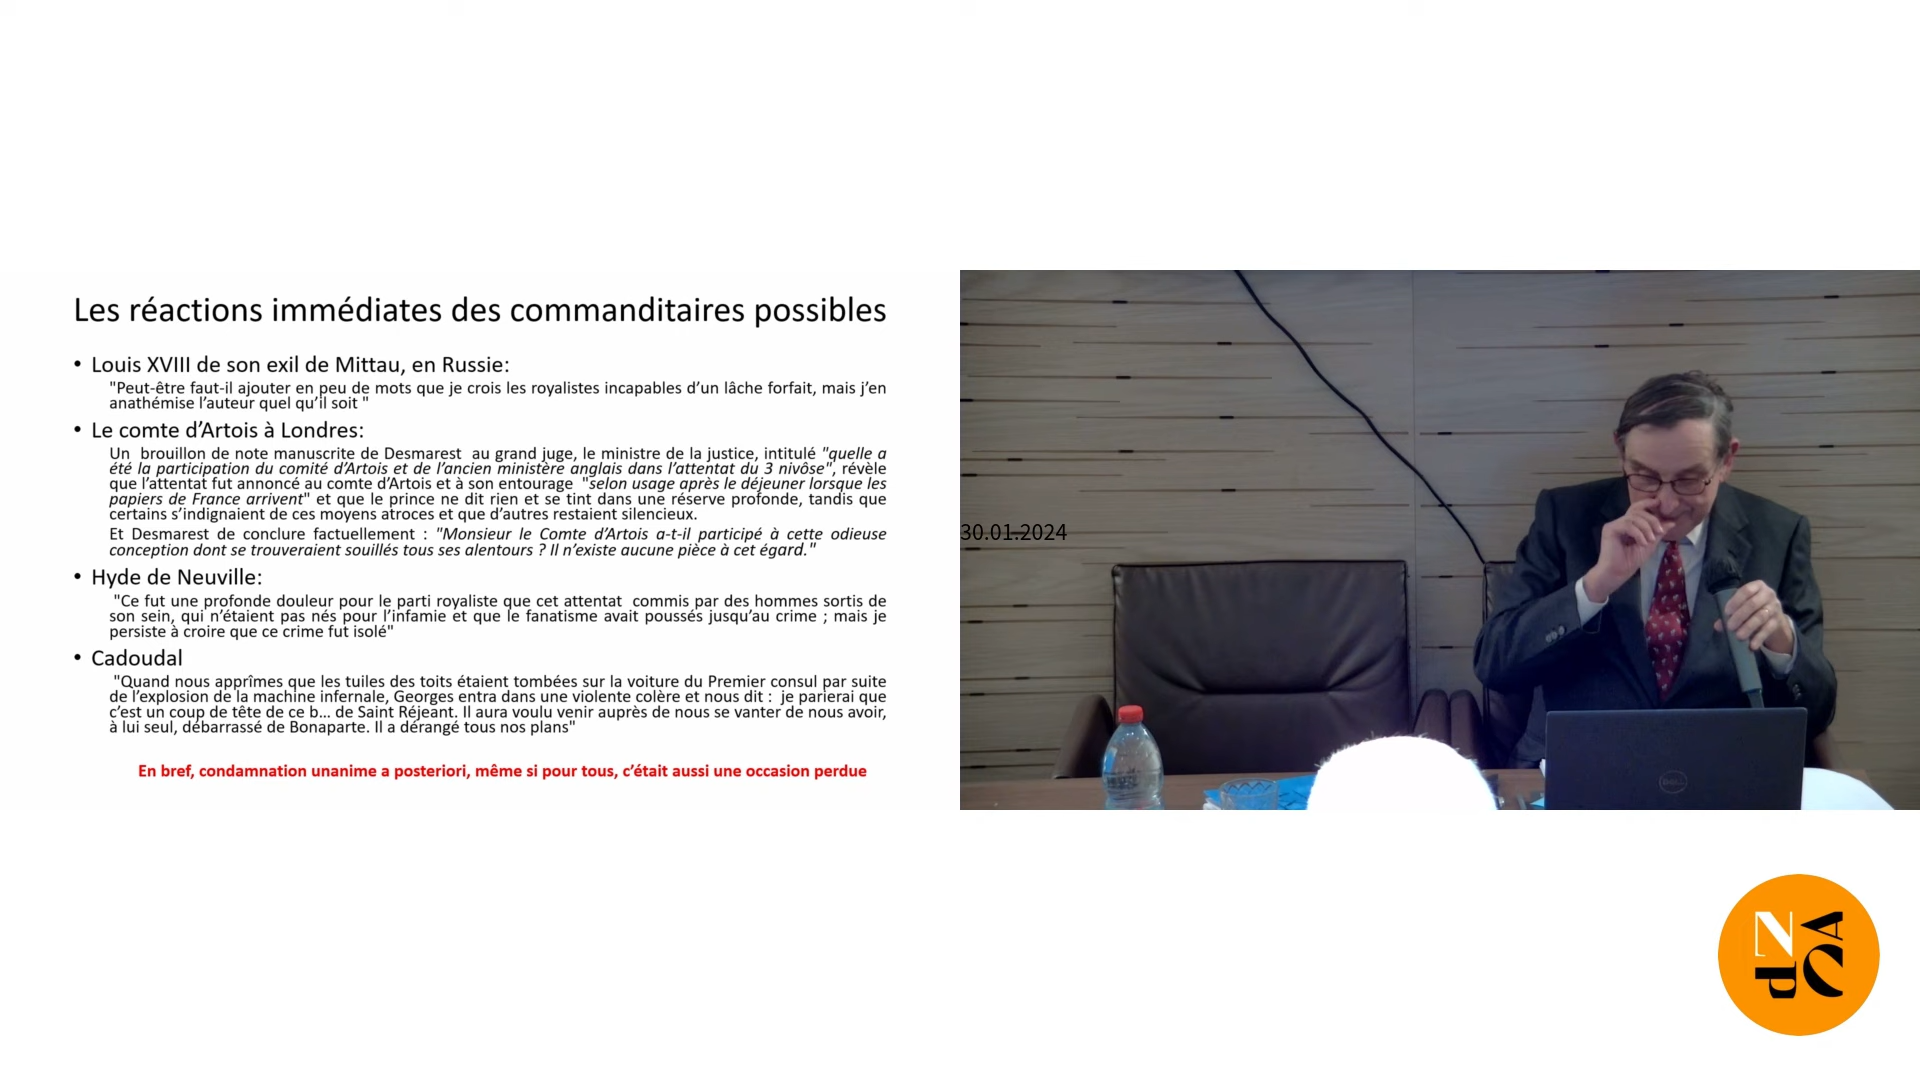 Les réactions immédiates des commanditaires possibles
• Louis XVIII de son exil de Mittau, en Russie:
"Peut-être faut-il ajouter en peu de mots que je crois les royalistes incapables d’un lâche forfait, mais j’en
anathémise l’auteur quel qu’il soit "
• Le comte d’Artois à Londres:
Un brouillon de note manuscrite de Desmarest au grand juge, le ministre de la justice, intitulé "quelle a
été la participation du comité d’Artois et de l’ancien ministère anglais dans l’attentat du 3 nivôse", révèle
que l’attentat fut annoncé au comte d’Artois et à son entourage "selon usage après le déjeuner lorsque les
papiers de France arrivent" et que le prince ne dit rien et se tint dans une réserve profonde, tandis que
certains s’indignaient de ces moyens atroces et que d’autres restaient silencieux.
Et Desmarest de conclure factuellement : "Monsieur le Comte d’Artois a-t-il participé à cette odieuse
conception dont se trouveraient souillés tous ses alentours ? Il n’existe aucune pièce à cet égard."
• Hyde de Neuville:
"Ce fut une profonde douleur pour le parti royaliste que cet attentat commis par des hommes sortis de
son sein, qui n’étaient pas nés pour l’infamie et que le fanatisme avait poussés jusqu’au crime ; mais je
persiste à croire que ce crime fut isolé"
• Cadoudal
"Quand nous apprîmes que les tuiles des toits étaient tombées sur la voiture du Premier consul par suite
de l’explosion de la machine infernale, Georges entra dans une violente colère et nous dit : je parierai que
c’est un coup de tête de ce b... de Saint Réjeant. Il aura voulu venir auprès de nous se vanter de nous avoir,
à lui seul, débarrassé de Bonaparte. Il a dérangé tous nos plans"
En bref, condamnation unanime a posteriori, même si pour tous, c’était aussi une occasion perdue
30.01.2024
DELL
NAPO